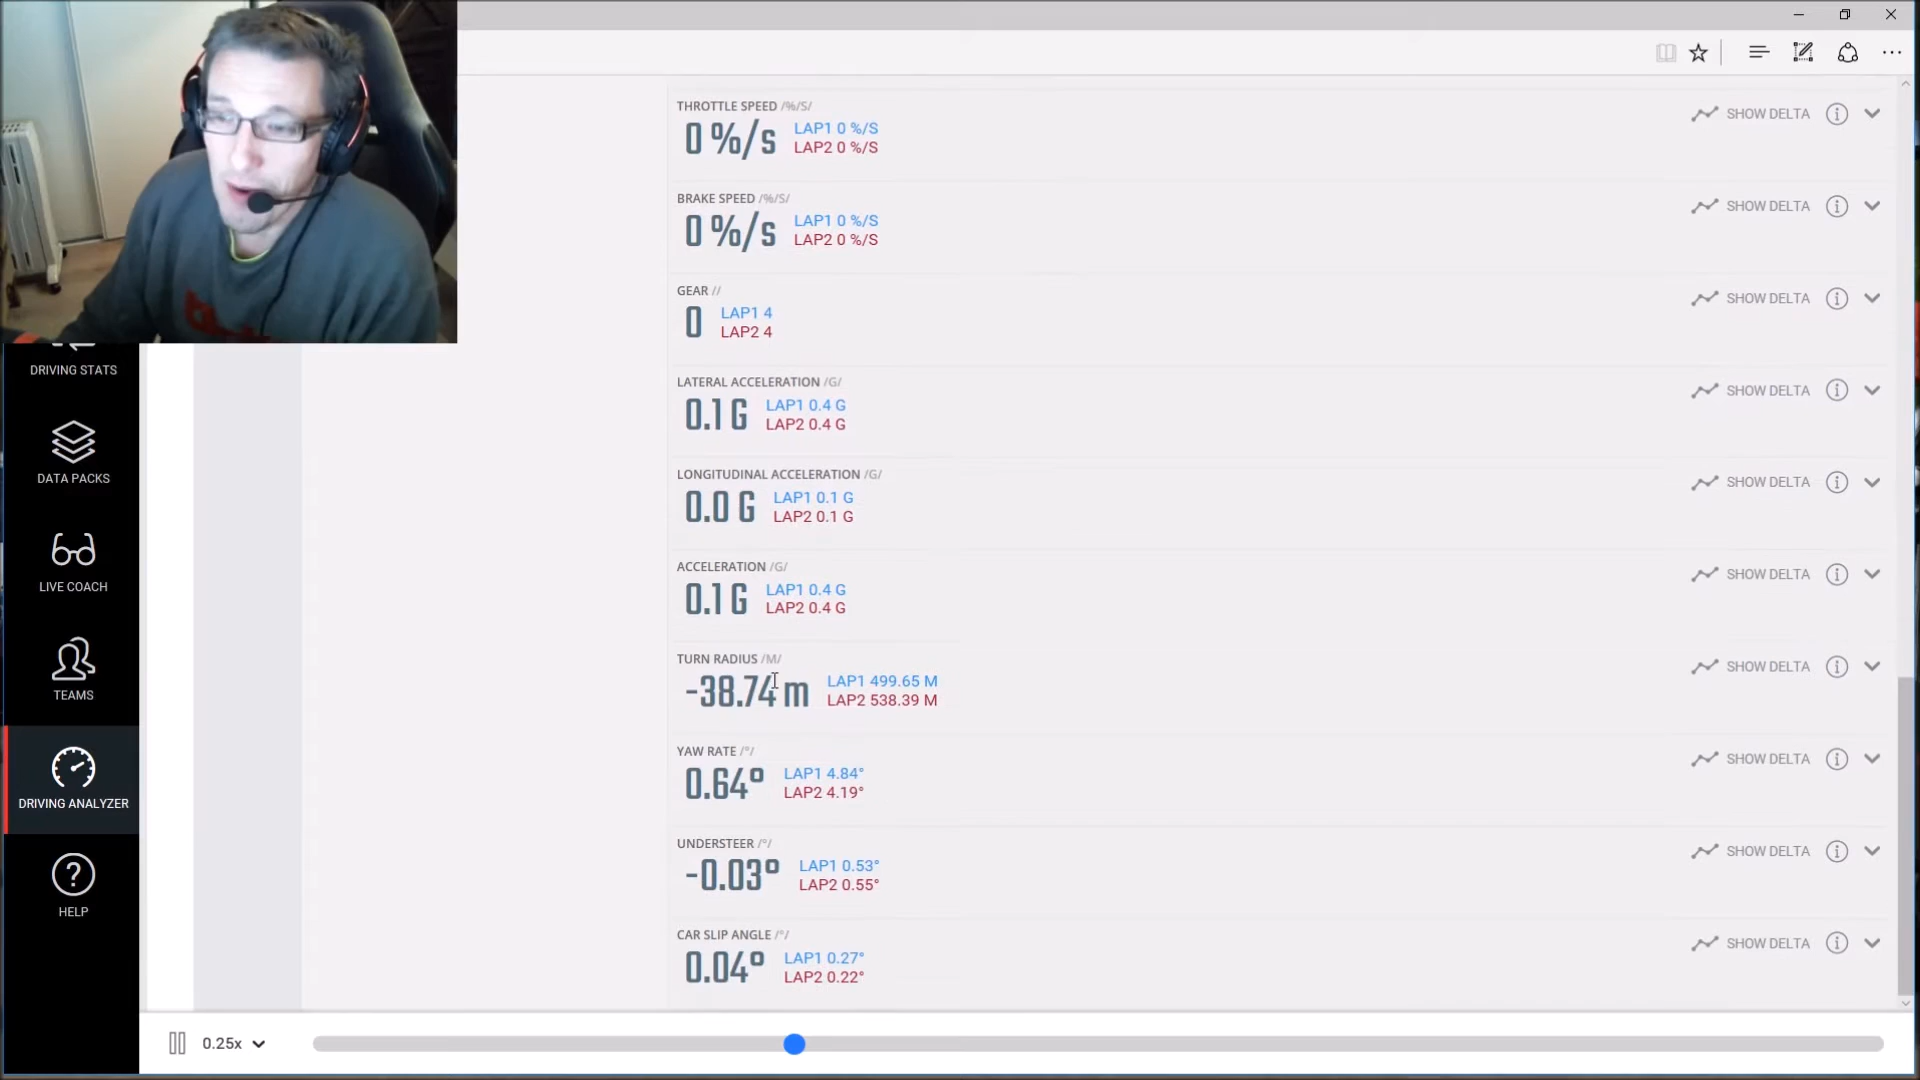 THROTTLE SPEED /%/S/
0 %/s
LAP1 0 %/S
LAP2 0 %/S
SHOW DELTA
BRAKE SPEED /%/S/
0 %/s
LAP1 0 %/S
LAP2 0 %/S
SHOW DELTA
GEAR //
0
LAP1 4
LAP2 4
SHOW DELTA
LATERAL ACCELERATION /G/
0.1 G
LAP1 0.4 G
LAP2 0.4 G
SHOW DELTA
LONGITUDINAL ACCELERATION /G/
0.0 G
LAP1 0.1 G
LAP2 0.1 G
SHOW DELTA
ACCELERATION /G/
0.1 G
LAP1 0.4 G
LAP2 0.4 G
SHOW DELTA
TURN RADIUS /M/
-38.74 m
LAP1 499.65 M
LAP2 538.39 M
SHOW DELTA
YAW RATE /°/
0.64°
LAP1 4.84°
LAP2 4.19°
SHOW DELTA
UNDERSTEER /°/
-0.03°
LAP1 0.53°
LAP2 0.55°
SHOW DELTA
CAR SLIP ANGLE /°/
0.04°
LAP1 0.27°
LAP2 0.22°
SHOW DELTA
DRIVING STATS
DATA PACKS
LIVE COACH
TEAMS
DRIVING ANALYZER
HELP
0.25x